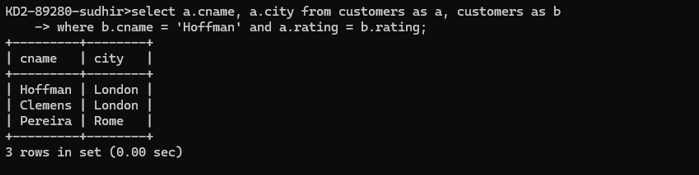 KD2-89280-sudhir>select a.cname, a.city from customers as a, customers as b
    -> where b.cname = 'Hoffman' and a.rating = b.rating;
+---------+--------+
| cname   | city   |
+---------+--------+
| Hoffman | London |
| Clemens | London |
| Pereira | Rome   |
+---------+--------+
3 rows in set (0.00 sec)